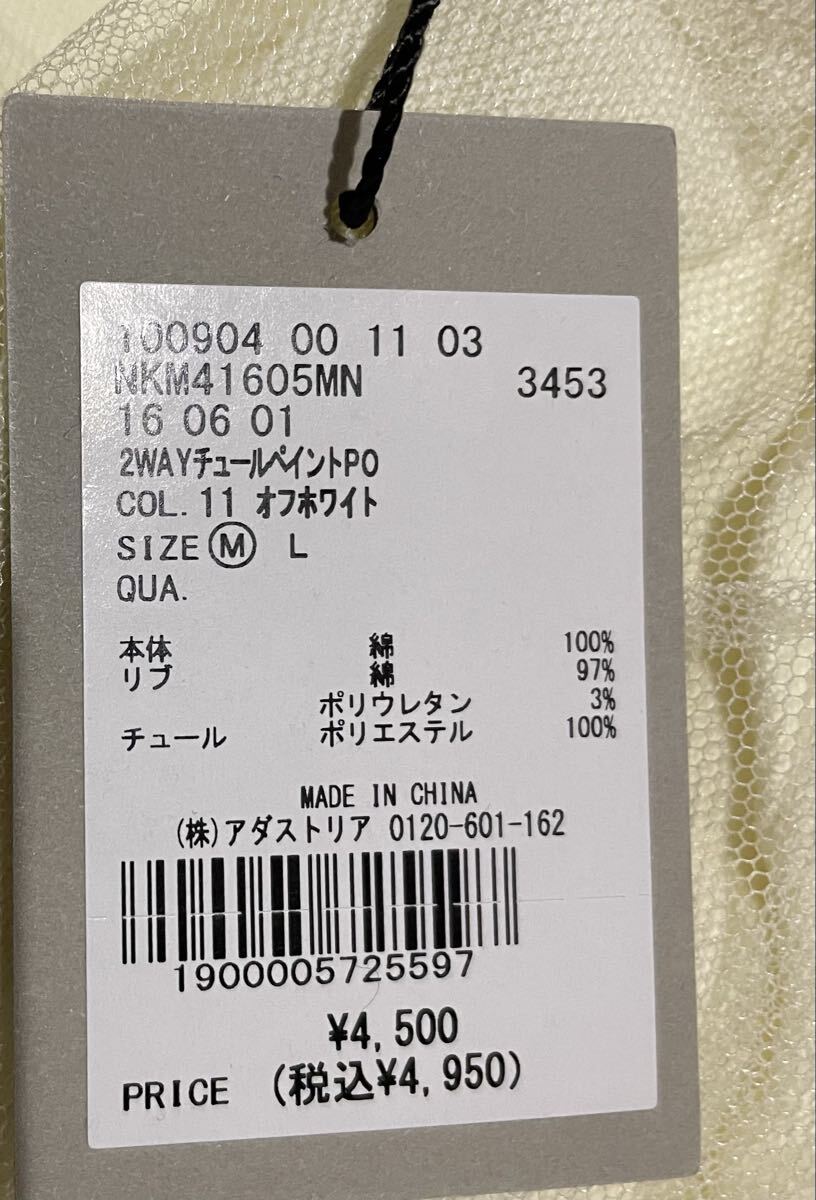 100904 00 11 03
NKM41605MN 3453
16 06 01
2WAYチュールペイントPO
COL.11 オフホワイト
SIZE M L
QUA.
本体 綿 100%
リブ 綿 97%
ポリウレタン 3%
チュール ポリエステル 100%
MADE IN CHINA
(株)アダストリア 0120-601-162
1900005725597
¥4,500
PRICE (税込¥4,950)